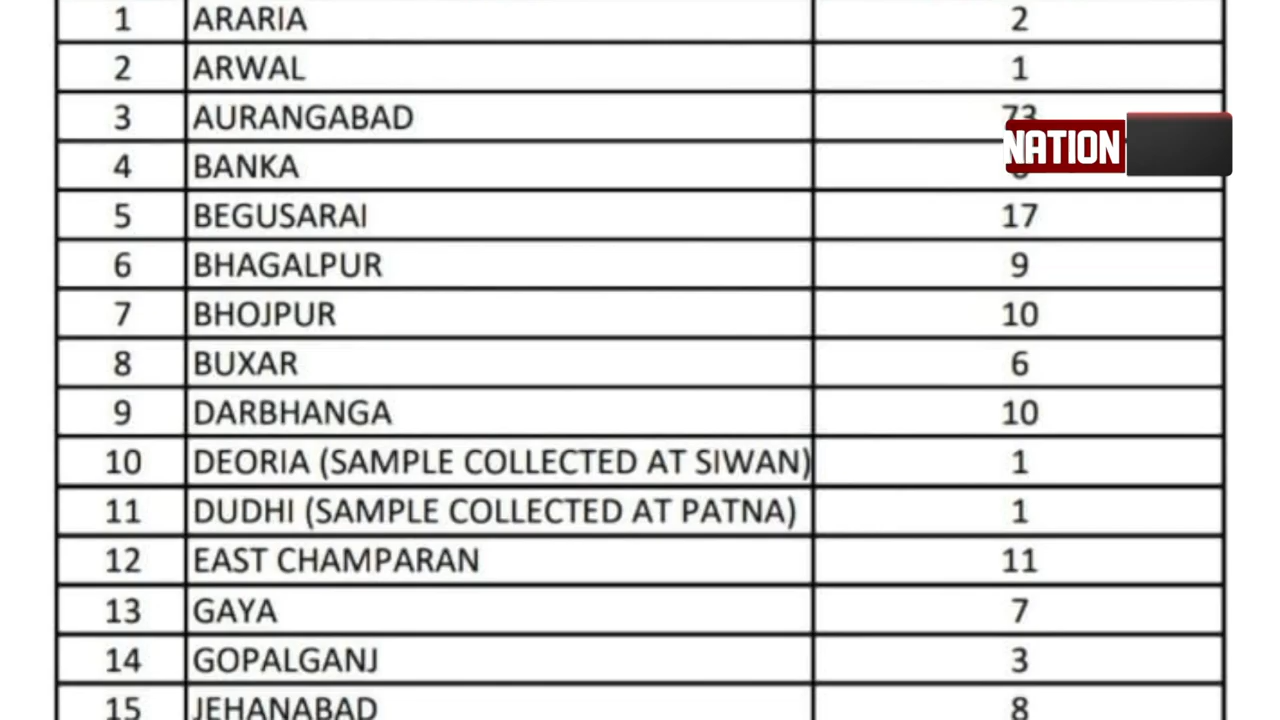 1 ARARIA 2
2 ARWAL 1
3 AURANGABAD 73
4 BANKA
NATION
5 BEGUSARAI 17
6 BHAGALPUR 9
7 BHOJPUR 10
8 BUXAR 6
9 DARBHANGA 10
10 DEORIA (SAMPLE COLLECTED AT SIWAN) 1
11 DUDHI (SAMPLE COLLECTED AT PATNA) 1
12 EAST CHAMPARAN 11
13 GAYA 7
14 GOPALGANJ 3
15 JEHANABAD 8